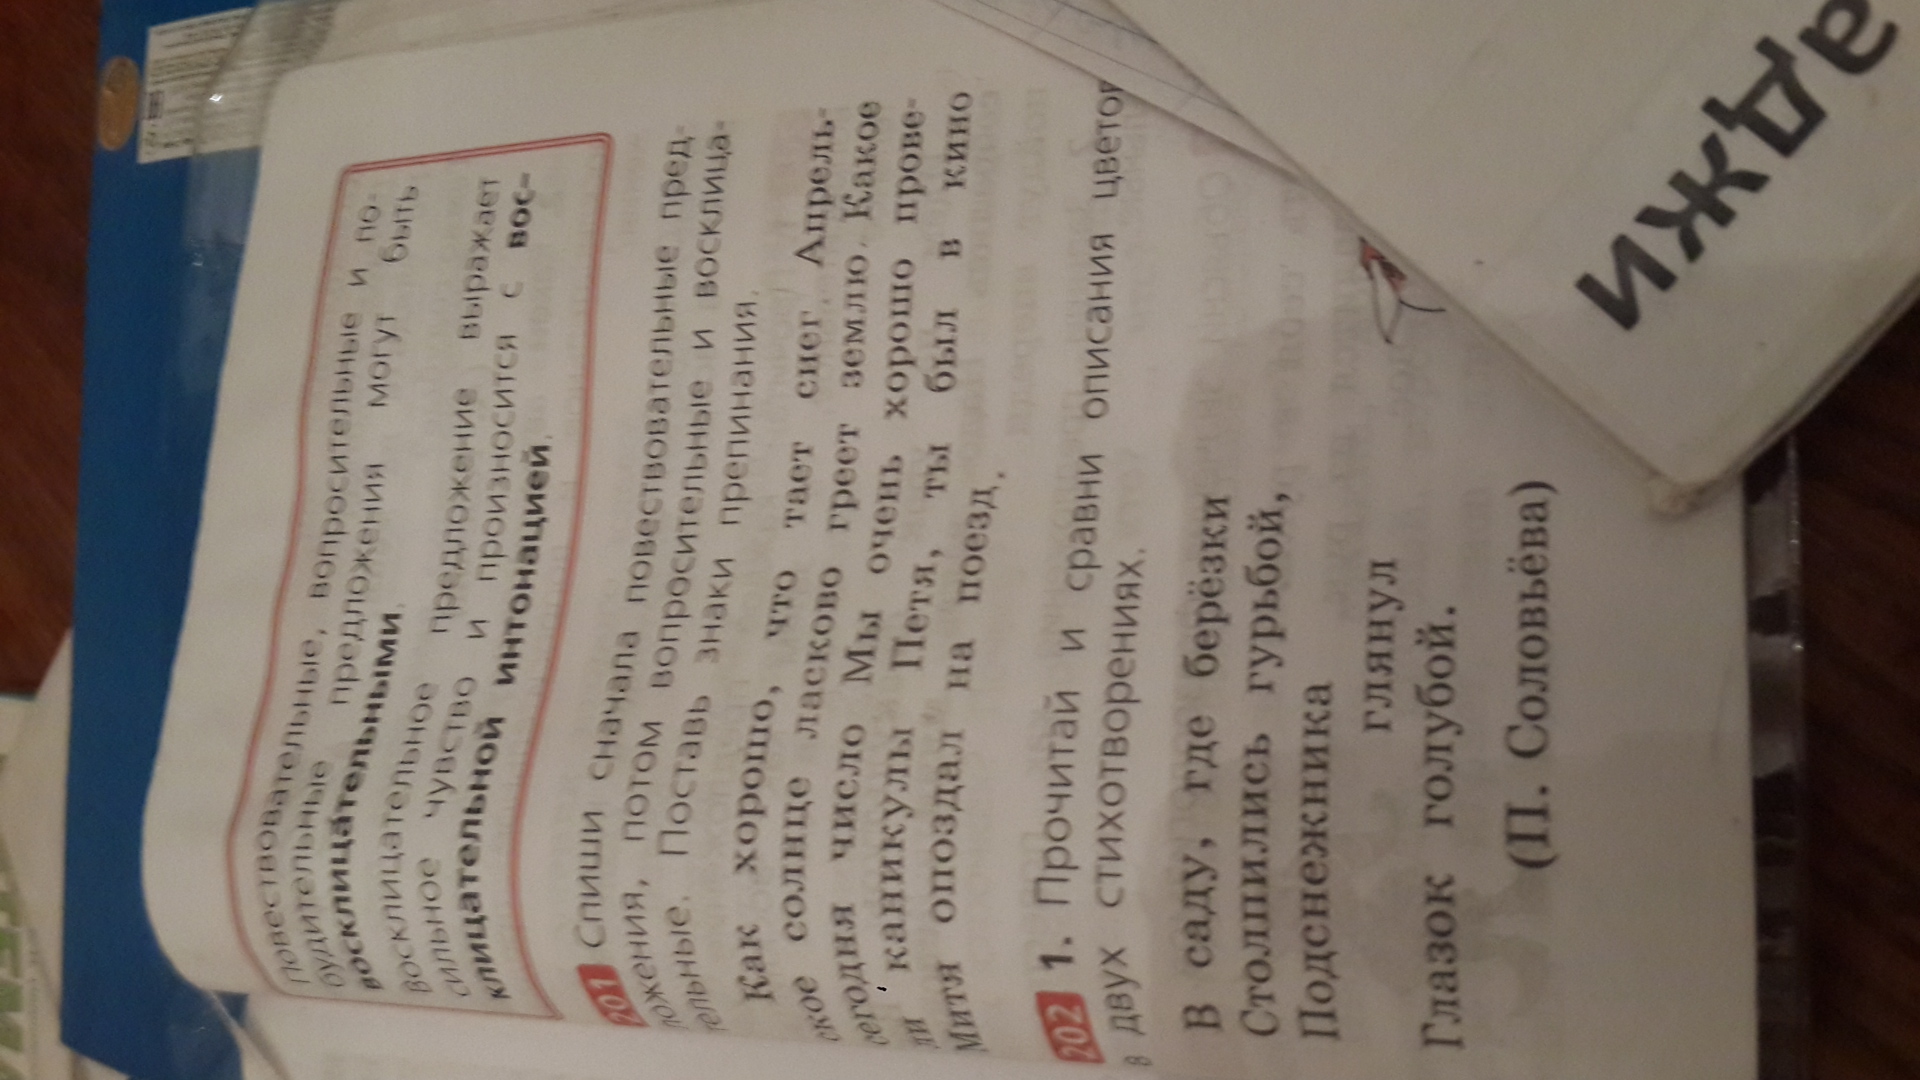 Повествовательные, вопросительные и по-
будительные предложения могут быть
восклицательными.
Восклицательное предложение выражает
сильное чувство и произносится с вос-
клицательной интонацией.
201 Спиши сначала повествовательные пред-
ложения, потом вопросительные и восклица-
тельные. Поставь знаки препинания.
Как хорошо, что тает снег Апрель-
ское солнце ласково греет землю Какое
сегодня число Мы очень хорошо прове-
ли каникулы Петя, ты был в кино
Митя опоздал на поезд.
202 1. Прочитай и сравни описания цветов
в двух стихотворениях.
В саду, где берёзки
Столпились гурьбой,
Подснежника
глянул
Глазок голубой.
(П. Соловьёва)
адки